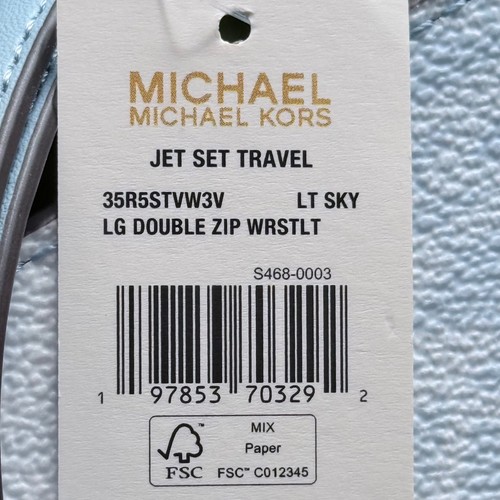 MICHAEL
MICHAEL KORS
JET SET TRAVEL
35R5STVW3V LT SKY
LG DOUBLE ZIP WRSTLT
S468-0003
1 97853 70329 2
FSC
MIX
Paper
FSC™ C012345